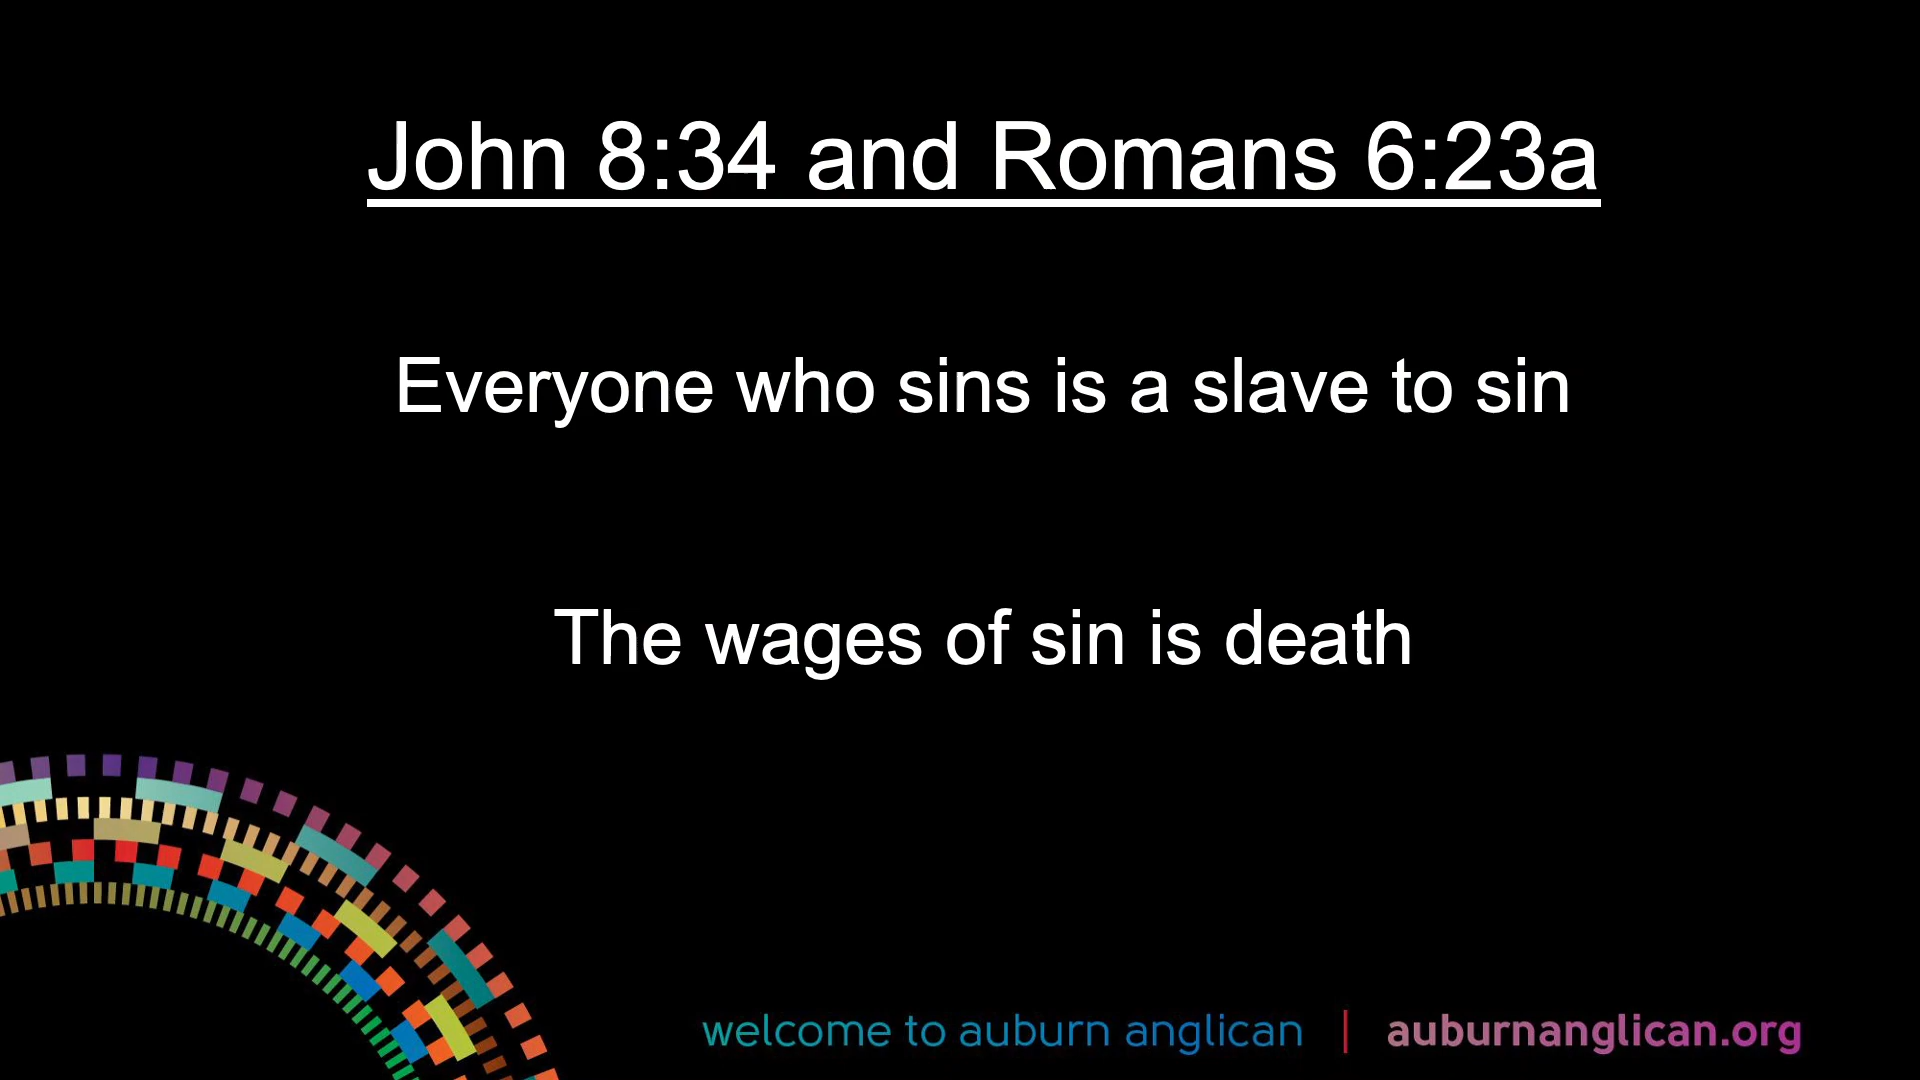 John 8:34 and Romans 6:23a
Everyone who sins is a slave to sin
The wages of sin is death
welcome to auburn anglican | auburnanglican.org